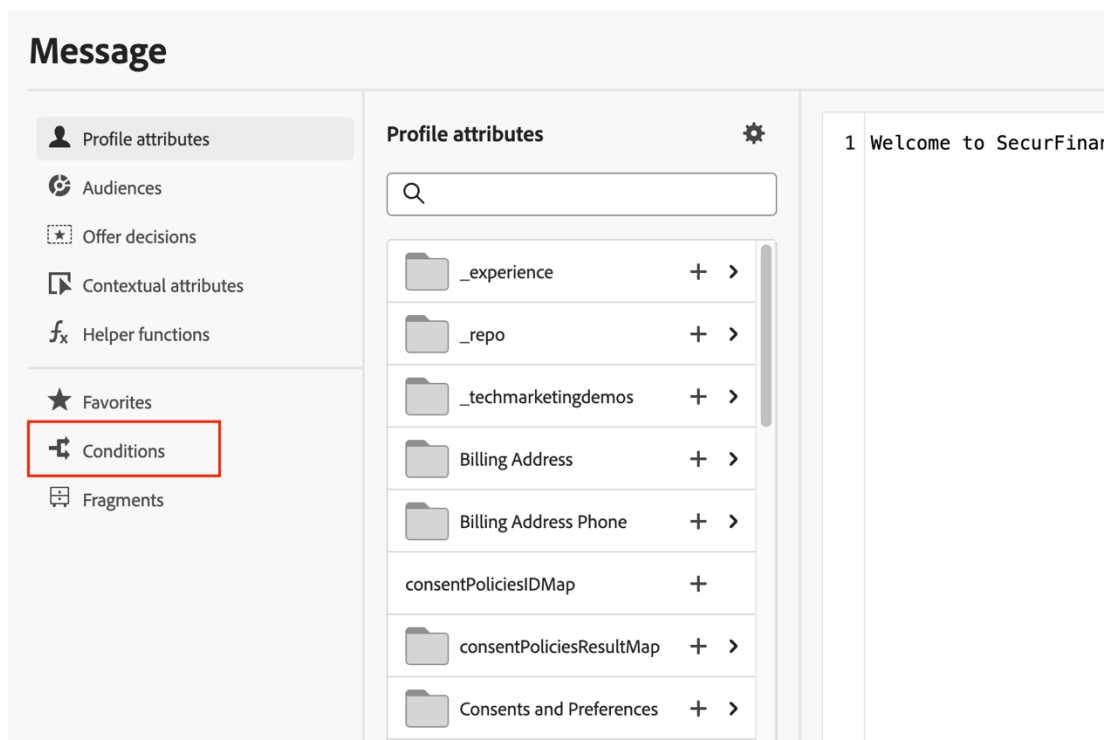 Message
Profile attributes
Audiences
Offer decisions
Contextual attributes
Helper functions
Favorites
Conditions
Fragments
Profile attributes
_experience
_repo
_techmarketingdemos
Billing Address
Billing Address Phone
consentPoliciesIDMap
consentPoliciesResultMap
Consents and Preferences
1 Welcome to SecurFinan